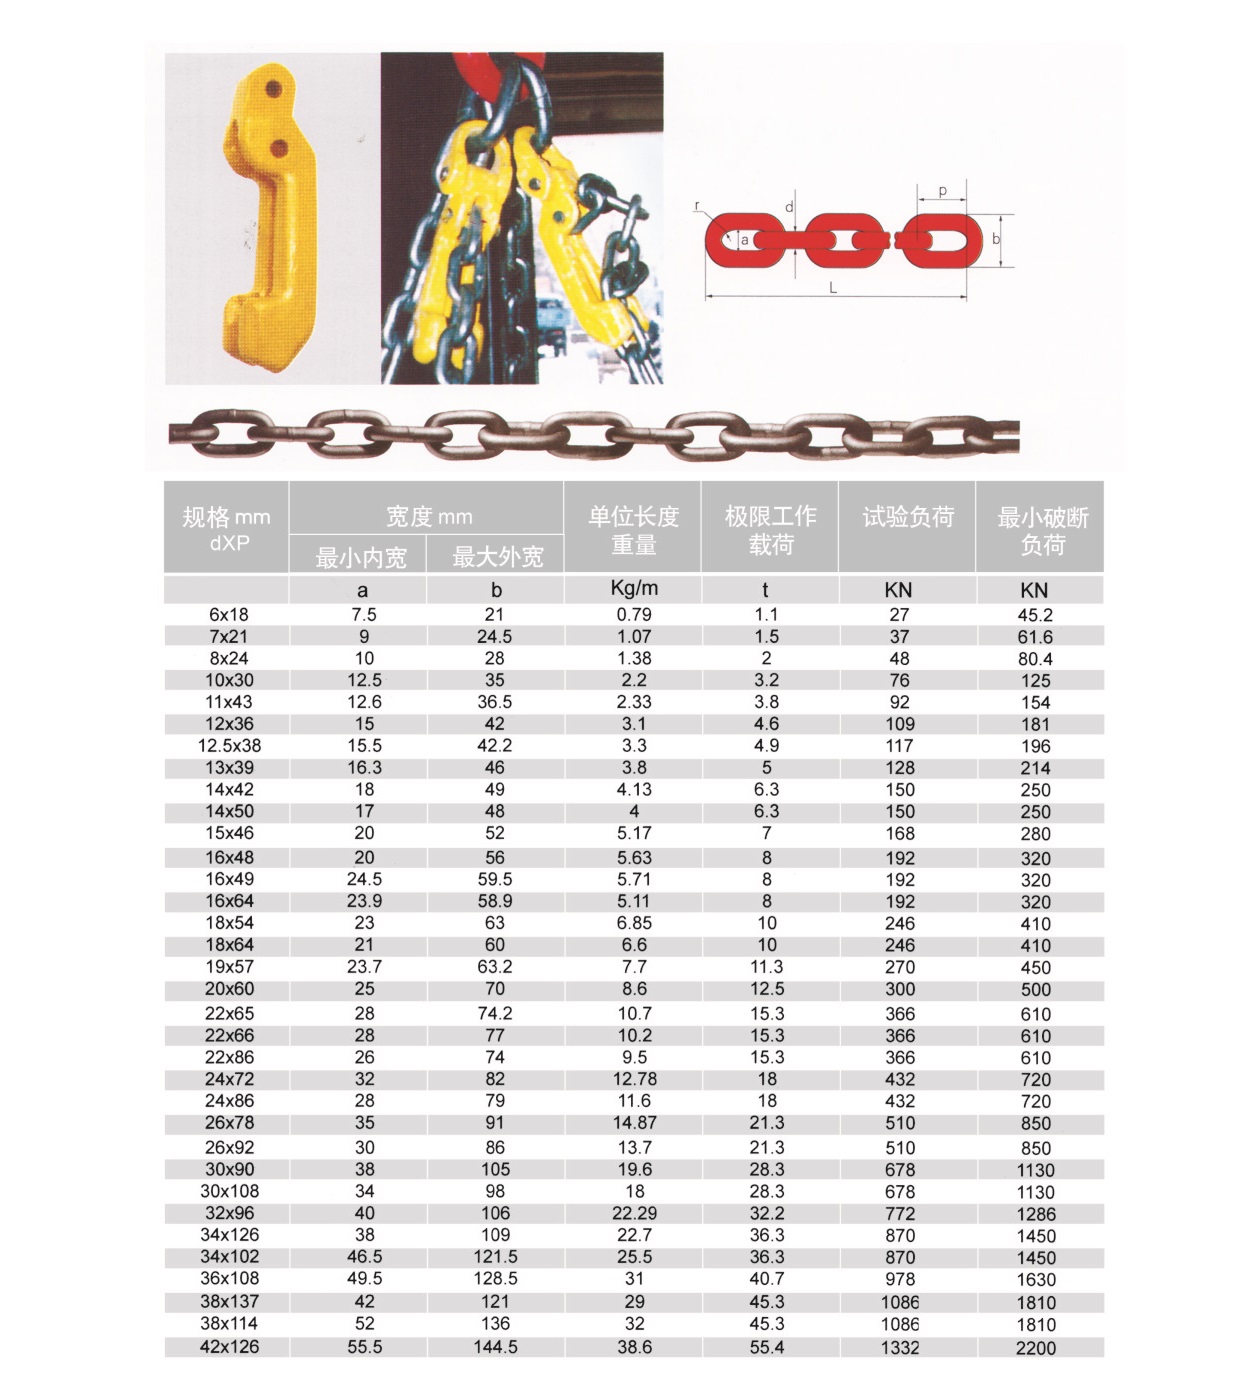 r
a
d
p
b
L
规格 mm 宽度 mm 单位长度 极限工作 试验负荷 最小破断
dXP 最小内宽 最大外宽 重量 载荷 负荷
a b Kg/m t KN KN
6x18 7.5 21 0.79 1.1 27 45.2
7x21 9 24.5 1.07 1.5 37 61.6
8x24 10 28 1.38 2 48 80.4
10x30 12.5 35 2.2 3.2 76 125
11x43 12.6 36.5 2.33 3.8 92 154
12x36 15 42 3.1 4.6 109 181
12.5x38 15.5 42.2 3.3 4.9 117 196
13x39 16.3 46 3.8 5 128 214
14x42 18 49 4.13 6.3 150 250
14x50 17 48 4 6.3 150 250
15x46 20 52 5.17 7 168 280
16x48 20 56 5.63 8 192 320
16x49 24.5 59.5 5.71 8 192 320
16x64 23.9 58.9 5.11 8 192 320
18x54 23 63 6.85 10 246 410
18x64 21 60 6.6 10 246 410
19x57 23.7 63.2 7.7 11.3 270 450
20x60 25 70 8.6 12.5 300 500
22x65 28 74.2 10.7 15.3 366 610
22x66 28 77 10.2 15.3 366 610
22x86 26 74 9.5 15.3 366 610
24x72 32 82 12.78 18 432 720
24x86 28 79 11.6 18 432 720
26x78 35 91 14.87 21.3 510 850
26x92 30 86 13.7 21.3 510 850
30x90 38 105 19.6 28.3 678 1130
30x108 34 98 18 28.3 678 1130
32x96 40 106 22.29 32.2 772 1286
34x126 38 109 22.7 36.3 870 1450
34x102 46.5 121.5 25.5 36.3 870 1450
36x108 49.5 128.5 31 40.7 978 1630
38x137 42 121 29 45.3 1086 1810
38x114 52 136 32 45.3 1086 1810
42x126 55.5 144.5 38.6 55.4 1332 2200